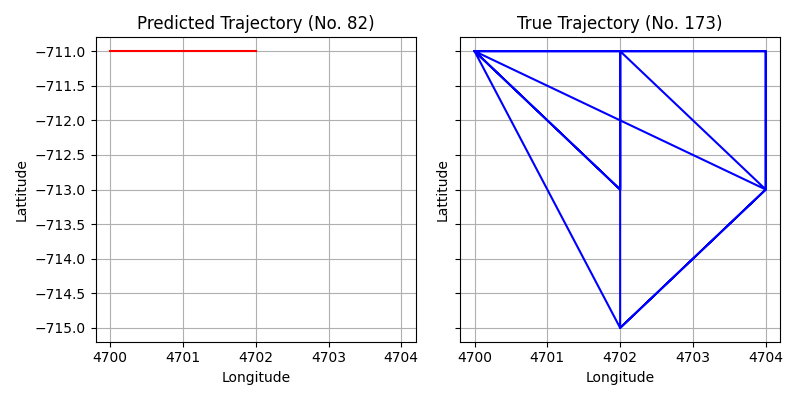 Predicted Trajectory (No. 82)
True Trajectory (No. 173)
−711.0
−711.5
−712.0
−712.5
−713.0
−713.5
−714.0
−714.5
−715.0
Lattitude
Lattitude
4700 4701 4702 4703 4704
4700 4701 4702 4703 4704
Longitude
Longitude